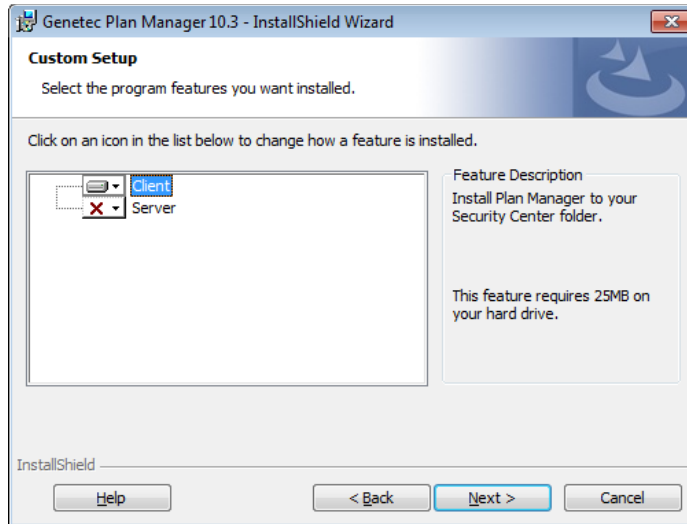 Genetec Plan Manager 10.3 - InstallShield Wizard
Custom Setup
Select the program features you want installed.
Click on an icon in the list below to change how a feature is installed.
Client
Server
Feature Description
Install Plan Manager to your
Security Center folder.
This feature requires 25MB on
your hard drive.
InstallShield
Help
< Back
Next >
Cancel